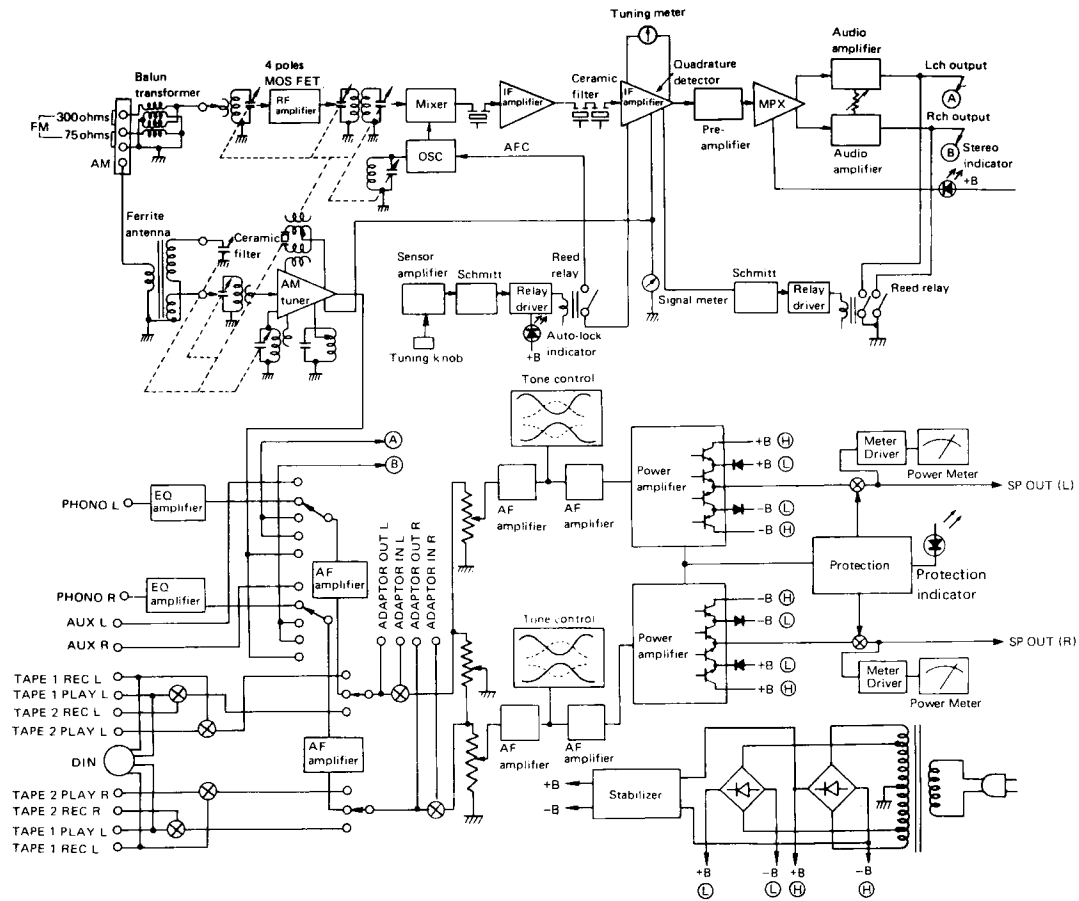 Tuning meter
Audio
amplifier
Balun
transformer
4 poles
MOS FET
RF
amplifier
Mixer
IF
amplifier
Ceramic
filter
IF
amplifier
Quadrature
detector
Pre-
amplifier
MPX
Lch output
A
Rch output
B
Audio
amplifier
Stereo
indicator
+B
FM
300 ohms
75 ohms
AM
OSC
AFC
Ferrite
antenna
Ceramic
filter
AM
tuner
Sensor
amplifier
Schmitt
Relay
driver
Reed
relay
Tuning knob
+B
Auto-lock
indicator
Signal meter
Schmitt
Relay
driver
Reed relay
Tone control
A
B
PHONO L
EQ
amplifier
AF
amplifier
AF
amplifier
Power
amplifier
+B H
+B L
-B L
-B H
Meter
Driver
Power Meter
SP OUT (L)
Protection
Protection
indicator
PHONO R
EQ
amplifier
AF
amplifier
AUX L
AUX R
ADAPTOR OUT L
ADAPTOR IN L
ADAPTOR OUT R
ADAPTOR IN R
Tone control
Power
amplifier
-B H
-B L
+B L
+B H
SP OUT (R)
Meter
Driver
Power Meter
TAPE 1 REC L
TAPE 1 PLAY L
TAPE 2 REC L
TAPE 2 PLAY L
DIN
TAPE 2 PLAY R
TAPE 2 REC R
TAPE 1 PLAY L
TAPE 1 REC L
AF
amplifier
AF
amplifier
AF
amplifier
+B
-B
Stabilizer
+B
L
-B
L
+B
H
-B
H